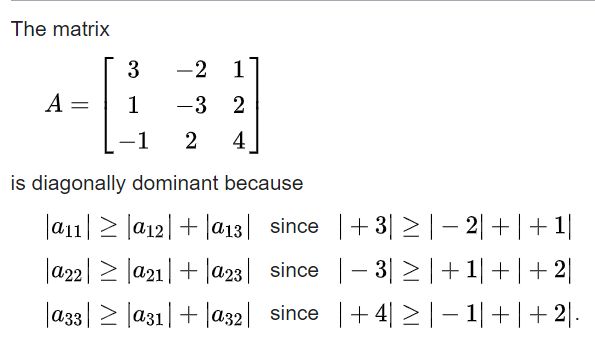 The matrix
A = [ 3 −2 1
1 −3 2
−1 2 4 ]
is diagonally dominant because
|a₁₁| ≥ |a₁₂| + |a₁₃| since | + 3| ≥ | − 2| + | + 1|
|a₂₂| ≥ |a₂₁| + |a₂₃| since | − 3| ≥ | + 1| + | + 2|
|a₃₃| ≥ |a₃₁| + |a₃₂| since | + 4| ≥ | − 1| + | + 2|.